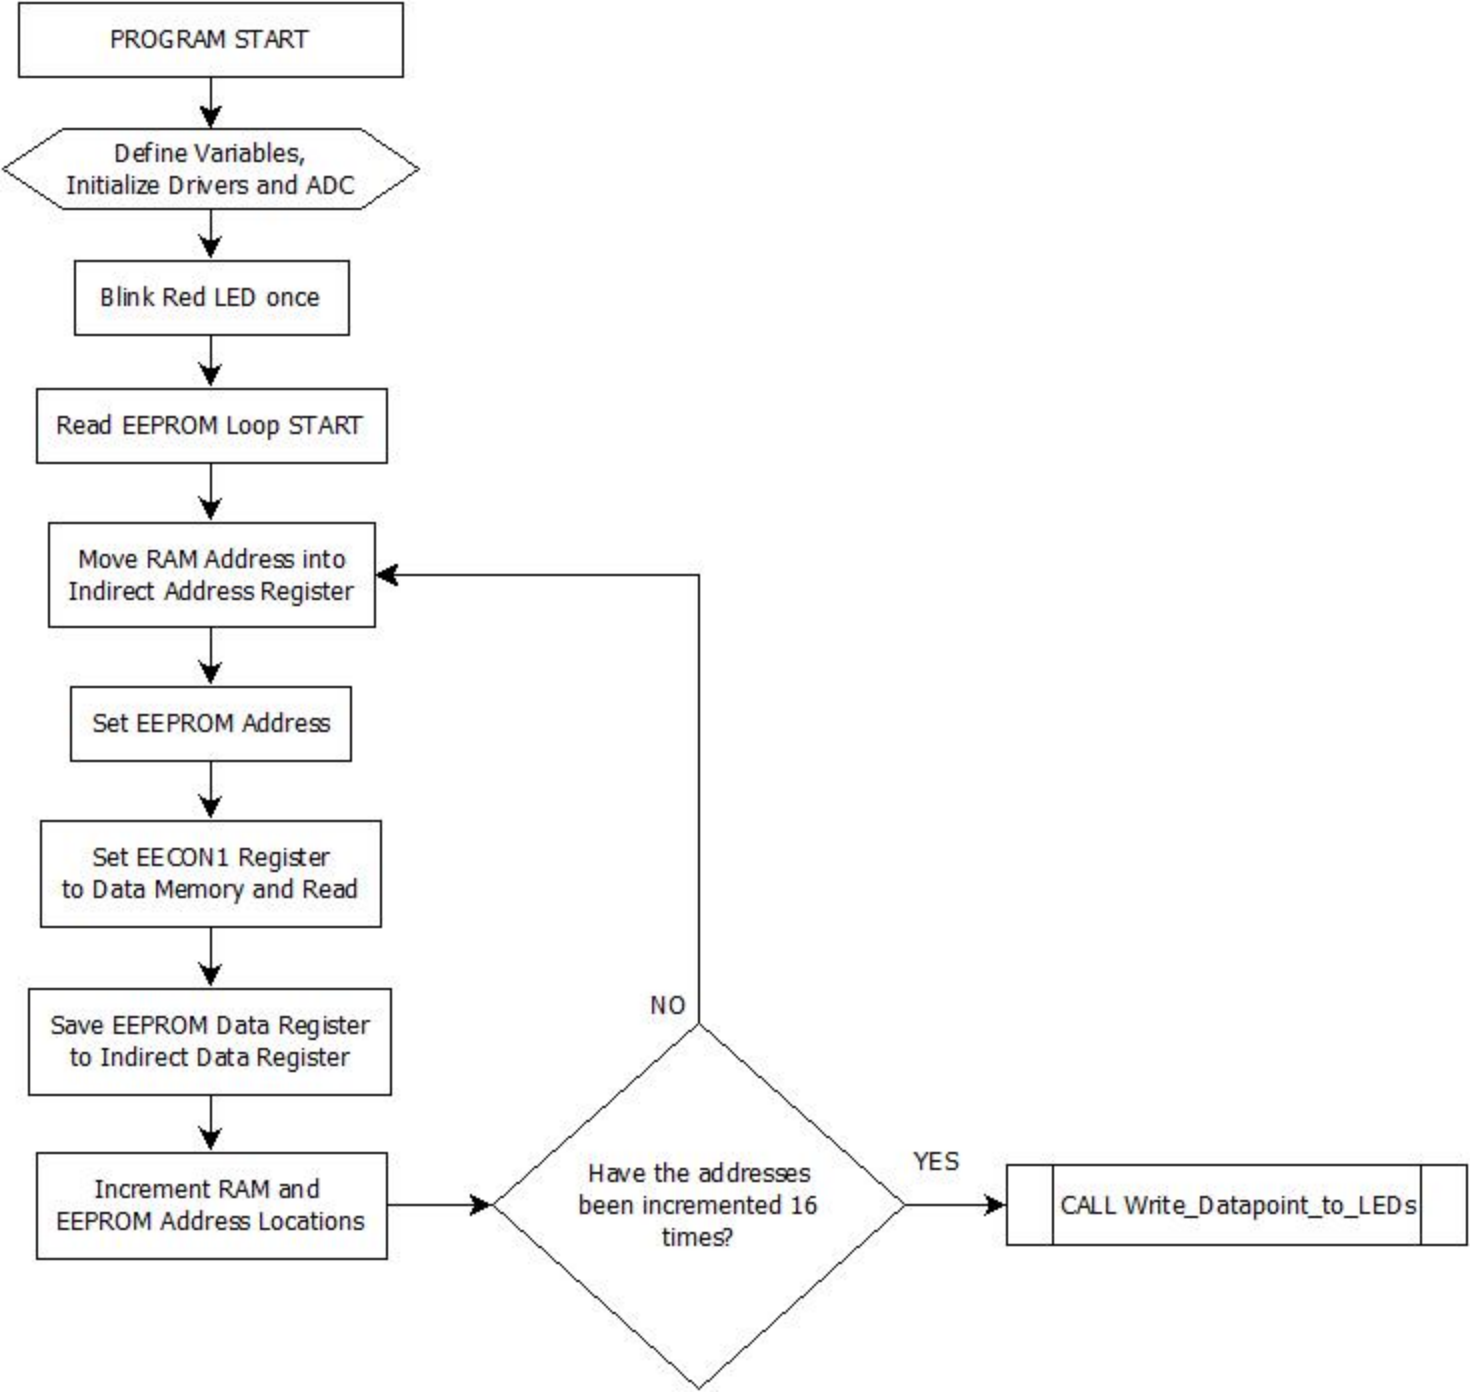 PROGRAM START
Define Variables,
Initialize Drivers and ADC
Blink Red LED once
Read EEPROM Loop START
Move RAM Address into
Indirect Address Register
Set EEPROM Address
Set EECON1 Register
to Data Memory and Read
Save EEPROM Data Register
to Indirect Data Register
Increment RAM and
EEPROM Address Locations
NO
Have the addresses
been incremented 16
times?
YES
CALL Write_Datapoint_to_LEDs